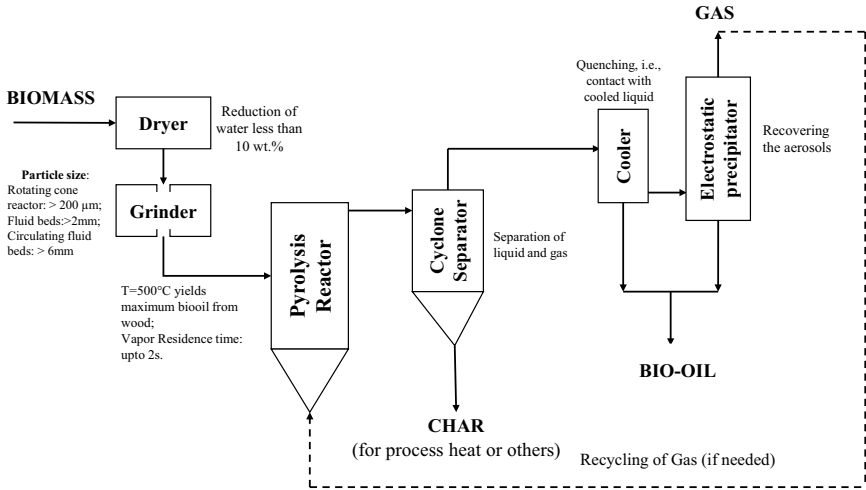 GAS
BIOMASS
Dryer
Reduction of
water less than
10 wt.%
Particle size:
Rotating cone
reactor: > 200 µm;
Fluid beds:>2mm;
Circulating fluid
beds: > 6mm
Grinder
T=500°C yields
maximum biooil from
wood;
Vapor Residence time:
upto 2s.
Pyrolysis
Reactor
Cyclone
Separator
Separation of
liquid and gas
Quenching, i.e.,
contact with
cooled liquid
Cooler
Electrostatic
precipitator
Recovering
the aerosols
BIO-OIL
CHAR
(for process heat or others)
Recycling of Gas (if needed)